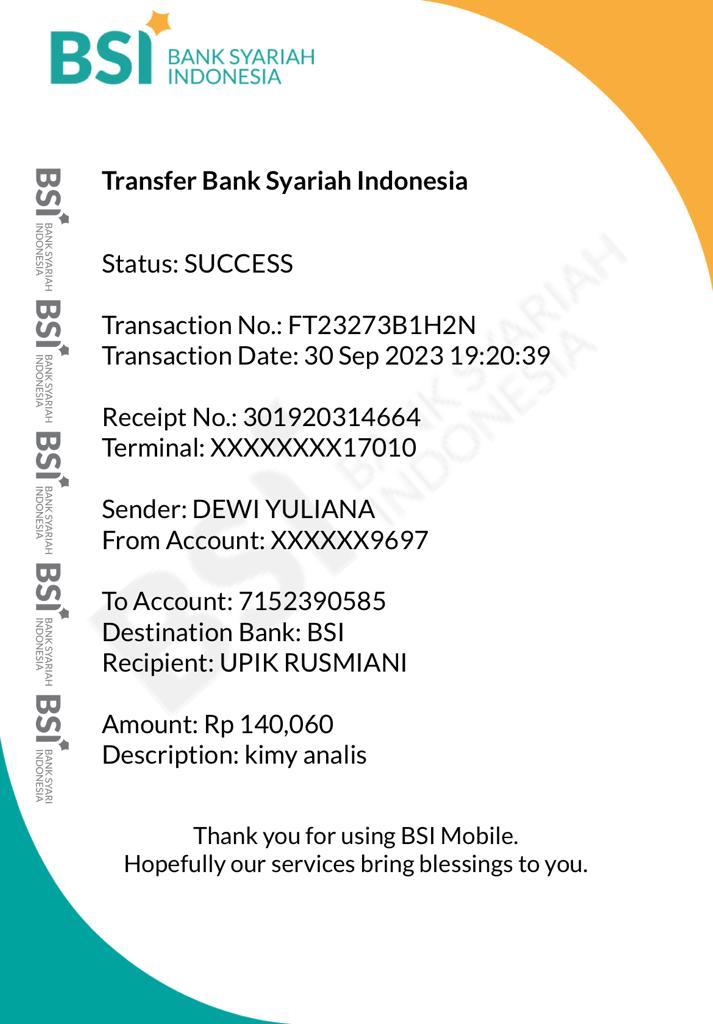 BSI BANK SYARIAH
INDONESIA
Transfer Bank Syariah Indonesia
Status: SUCCESS
Transaction No.: FT23273B1H2N
Transaction Date: 30 Sep 2023 19:20:39
Receipt No.: 301920314664
Terminal: XXXXXXXX17010
Sender: DEWI YULIANA
From Account: XXXXXX9697
To Account: 7152390585
Destination Bank: BSI
Recipient: UPIK RUSMIANI
Amount: Rp 140,060
Description: kimy analis
Thank you for using BSI Mobile.
Hopefully our services bring blessings to you.
BSI BANK SYARIAH
INDONESIA
BSI BANK SYARIAH
INDONESIA
BSI BANK SYARIAH
INDONESIA
BSI BANK SYARIAH
INDONESIA
BSI BANK SYARI
INDONESIA
BSI BANK SYARIAH
INDONESIA